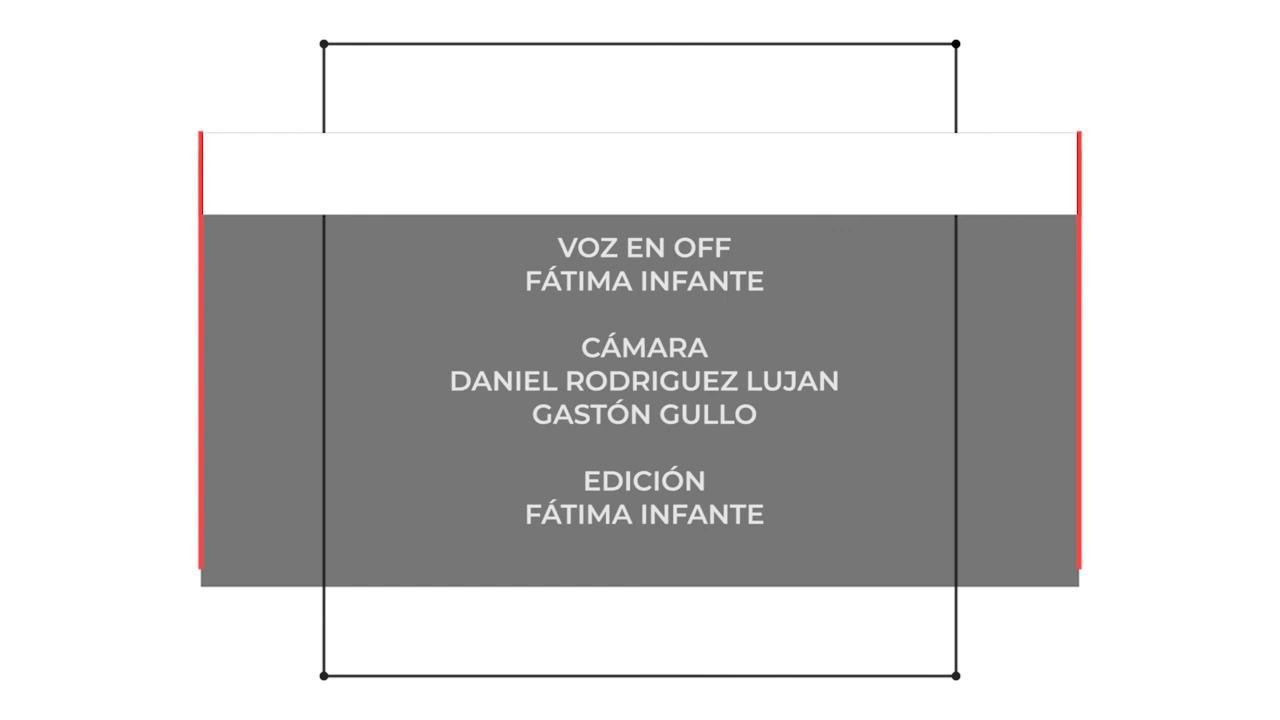 VOZ EN OFF
FÁTIMA INFANTE
CÁMARA
DANIEL RODRIGUEZ LUJAN
GASTÓN GULLO
EDICIÓN
FÁTIMA INFANTE